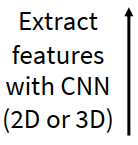 Extract
features
with CNN
(2D or 3D)